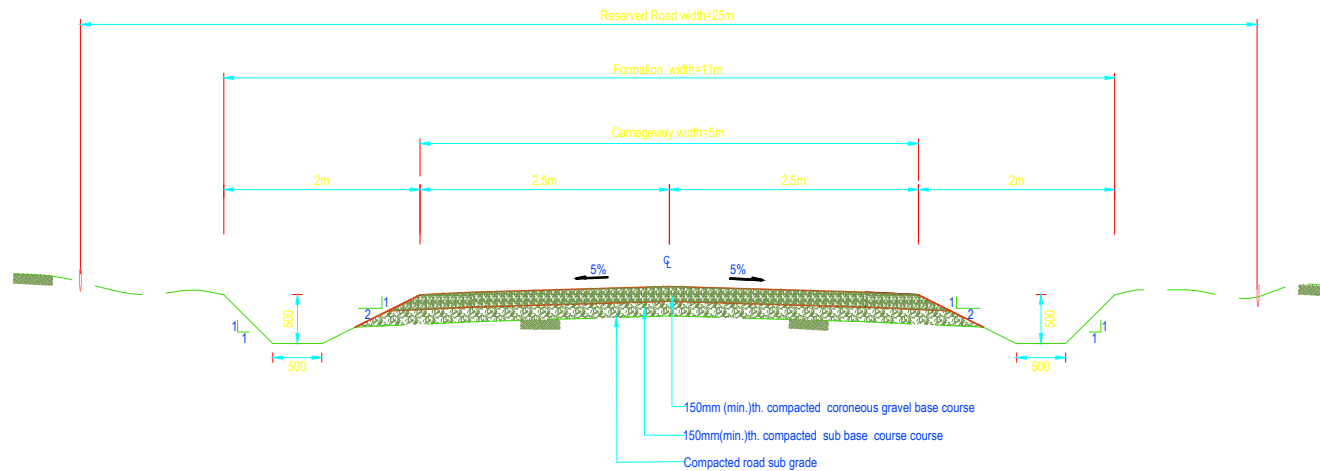 Reserved Road width=25m
Formation width=11m
Carriageway width=5m
2m
2.5m
2.5m
2m
5%
℄
5%
1
2
500
1
1
500
1
2
500
1
1
500
150mm (min.)th. compacted coroneous gravel base course
150mm(min.)th. compacted sub base course course
Compacted road sub grade